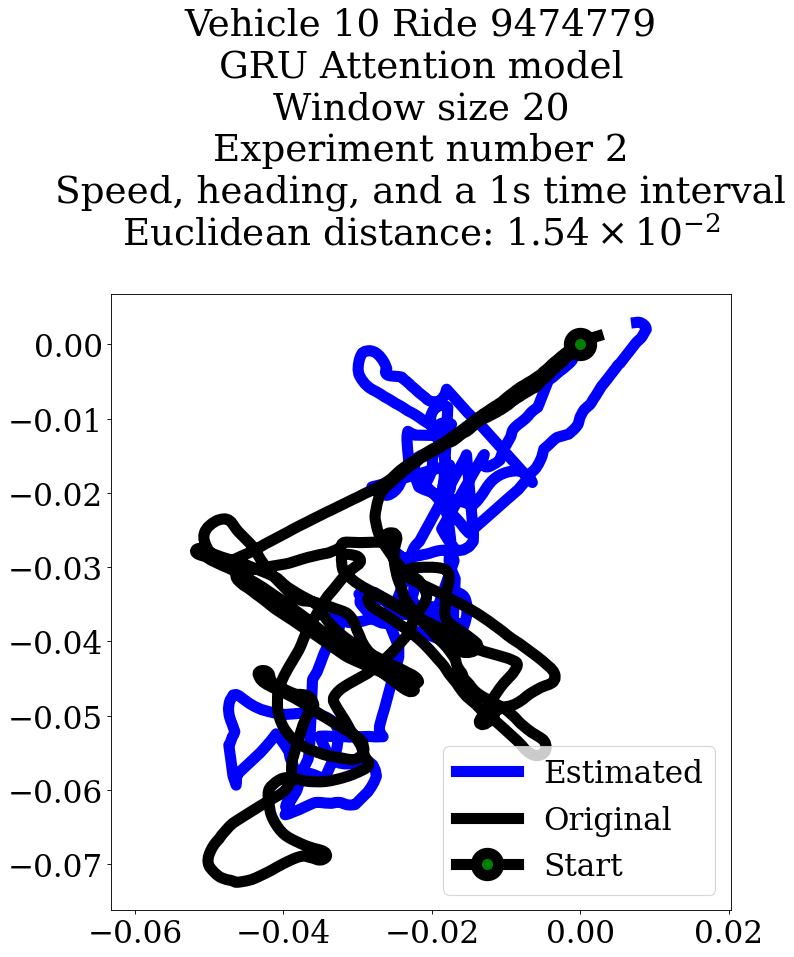 Vehicle 10 Ride 9474779
GRU Attention model
Window size 20
Experiment number 2
Speed, heading, and a 1s time interval
Euclidean distance: 1.54 × 10⁻²
0.00
−0.01
−0.02
−0.03
−0.04
−0.05
−0.06
−0.07
Estimated
Original
Start
−0.06 −0.04 −0.02 0.00 0.02